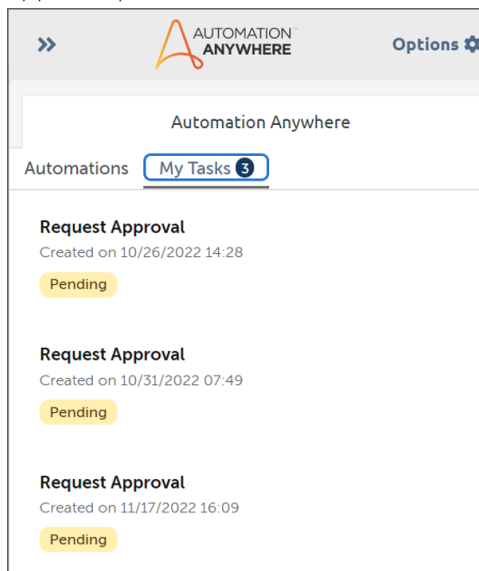 AUTOMATION
ANYWHERE
Options
Automation Anywhere
Automations My Tasks 3
Request Approval
Created on 10/26/2022 14:28
Pending
Request Approval
Created on 10/31/2022 07:49
Pending
Request Approval
Created on 11/17/2022 16:09
Pending